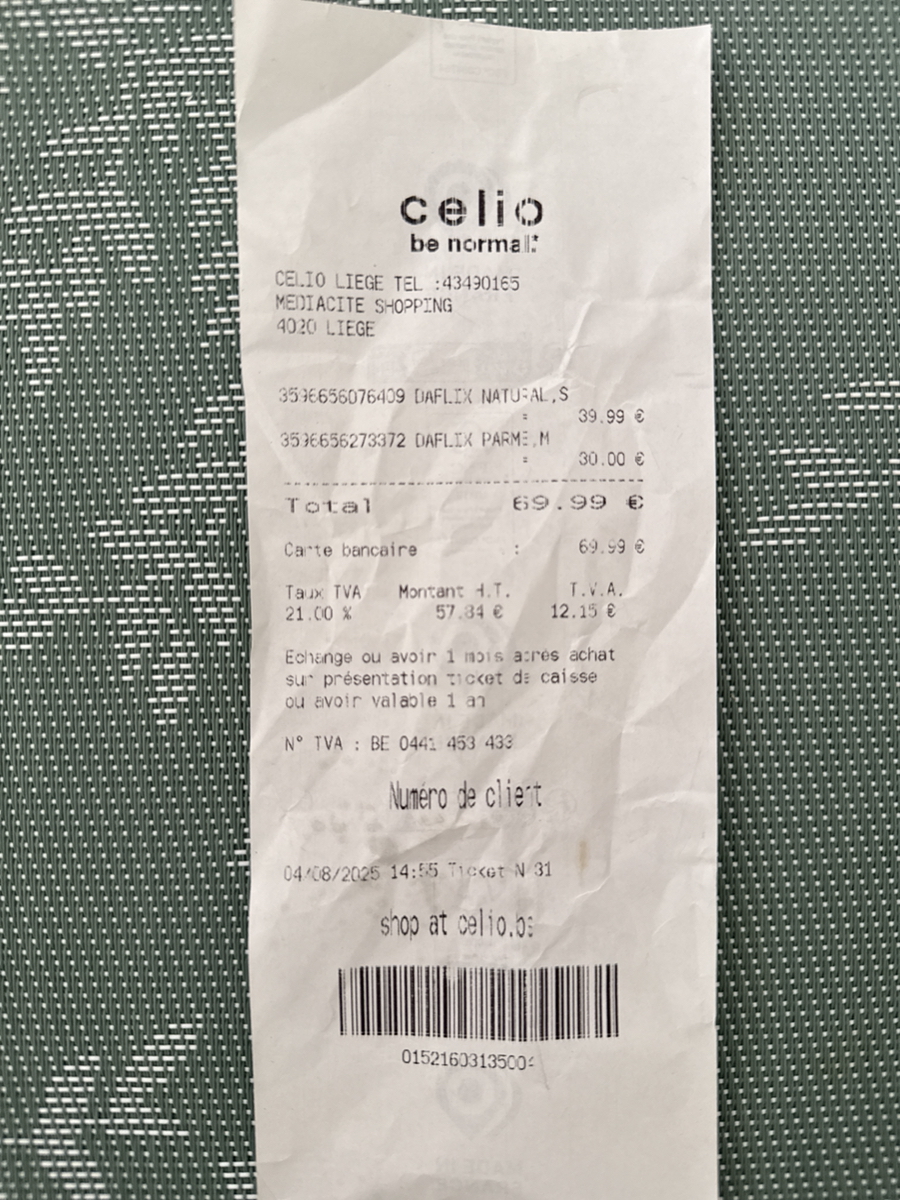 celio
be normal*
CELIO LIEGE TEL :43490165
MEDIACITE SHOPPING
4020 LIEGE
3596656076409 DAFLIX NATURAL,S
: 39.99 €
3596656273372 DAFLIX PARME,M
: 30.00 €
Total 69.99 €
Carte bancaire : 69.99 €
Taux TVA Montant H.T. T.V.A.
21.00 % 57.84 € 12.15 €
Echange ou avoir 1 mois après achat
sur présentation ticket de caisse
ou avoir valable 1 an
N° TVA : BE 0441 453 433
Numéro de client
04/08/2025 14:55 Ticket N 31
shop at celio.be